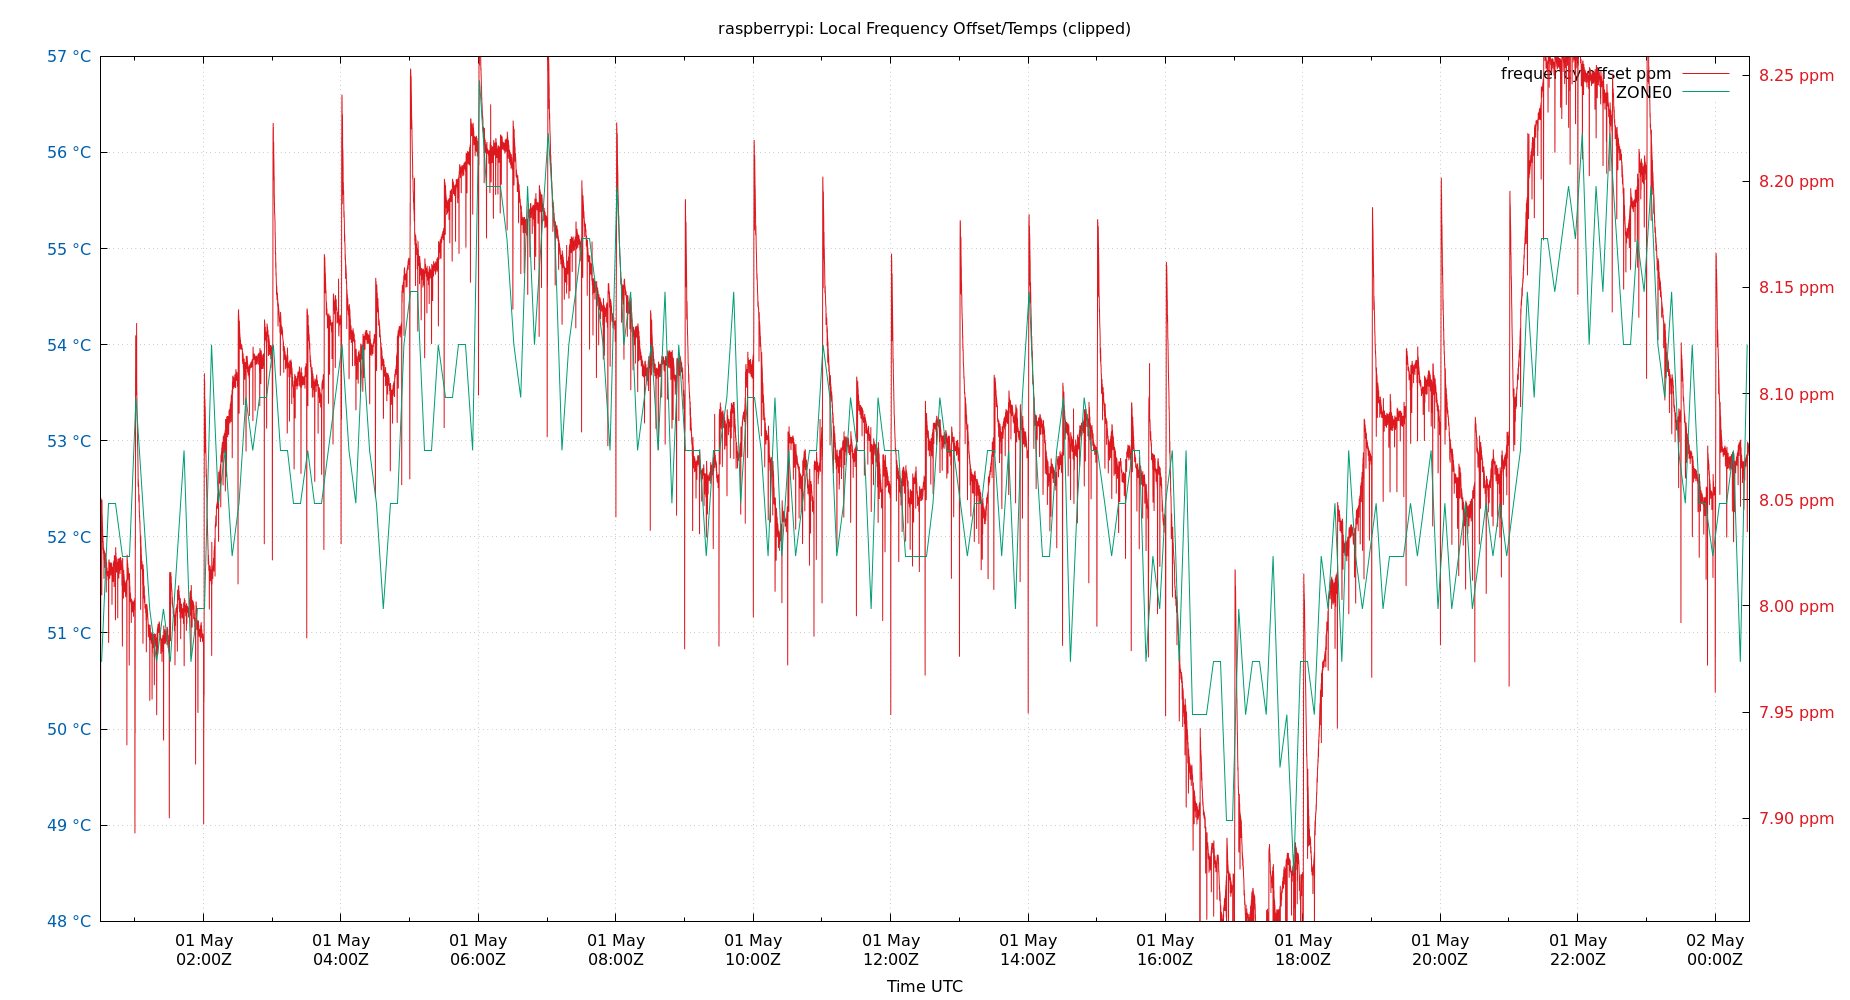 raspberrypi: Local Frequency Offset/Temps (clipped)
57 °C
56 °C
55 °C
54 °C
53 °C
52 °C
51 °C
50 °C
49 °C
48 °C
frequency offset ppm
ZONE0
8.25 ppm
8.20 ppm
8.15 ppm
8.10 ppm
8.05 ppm
8.00 ppm
7.95 ppm
7.90 ppm
01 May 01 May 01 May 01 May 01 May 01 May 01 May 01 May 01 May 01 May 01 May 02 May
02:00Z 04:00Z 06:00Z 08:00Z 10:00Z 12:00Z 14:00Z 16:00Z 18:00Z 20:00Z 22:00Z 00:00Z
Time UTC